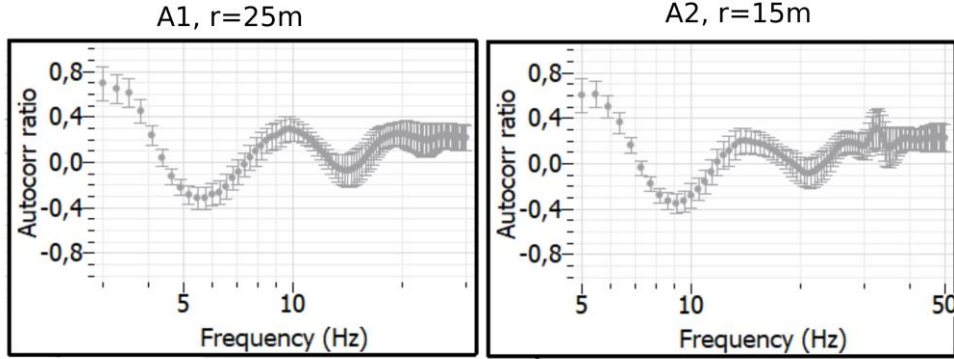 A1, r=25m
Autocorr ratio
0,8
0,4
0,0
-0,4
-0,8
5 10
Frequency (Hz)
A2, r=15m
Autocorr ratio
0,8
0,4
0,0
-0,4
-0,8
5 10 50
Frequency (Hz)